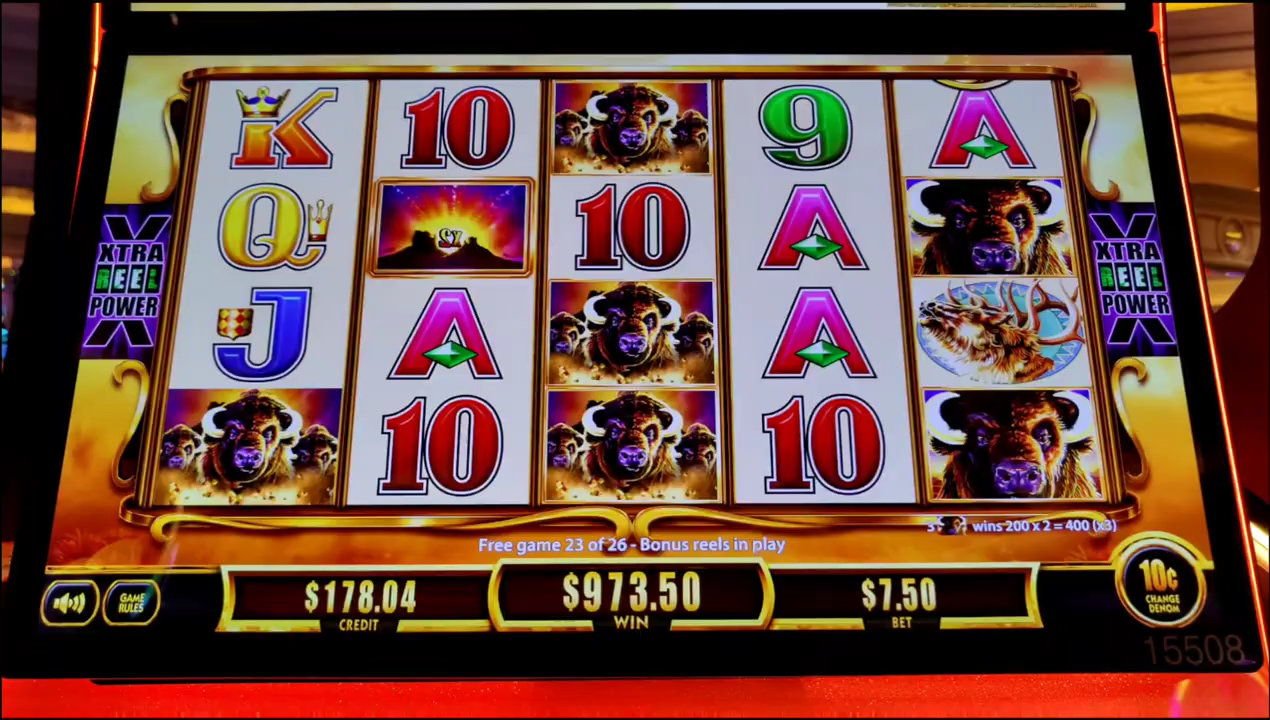 K 10 9 A
Q 2x 10 A
J A A
10 10
XTRA
REEL
POWER
X
XTRA
REEL
POWER
X
3 wins 200 x 2 = 400 (x3)
Free game 23 of 26 - Bonus reels in play
GAME
RULES
$178.04
CREDIT
$973.50
WIN
$7.50
BET
10¢
CHANGE
DENOM
15508